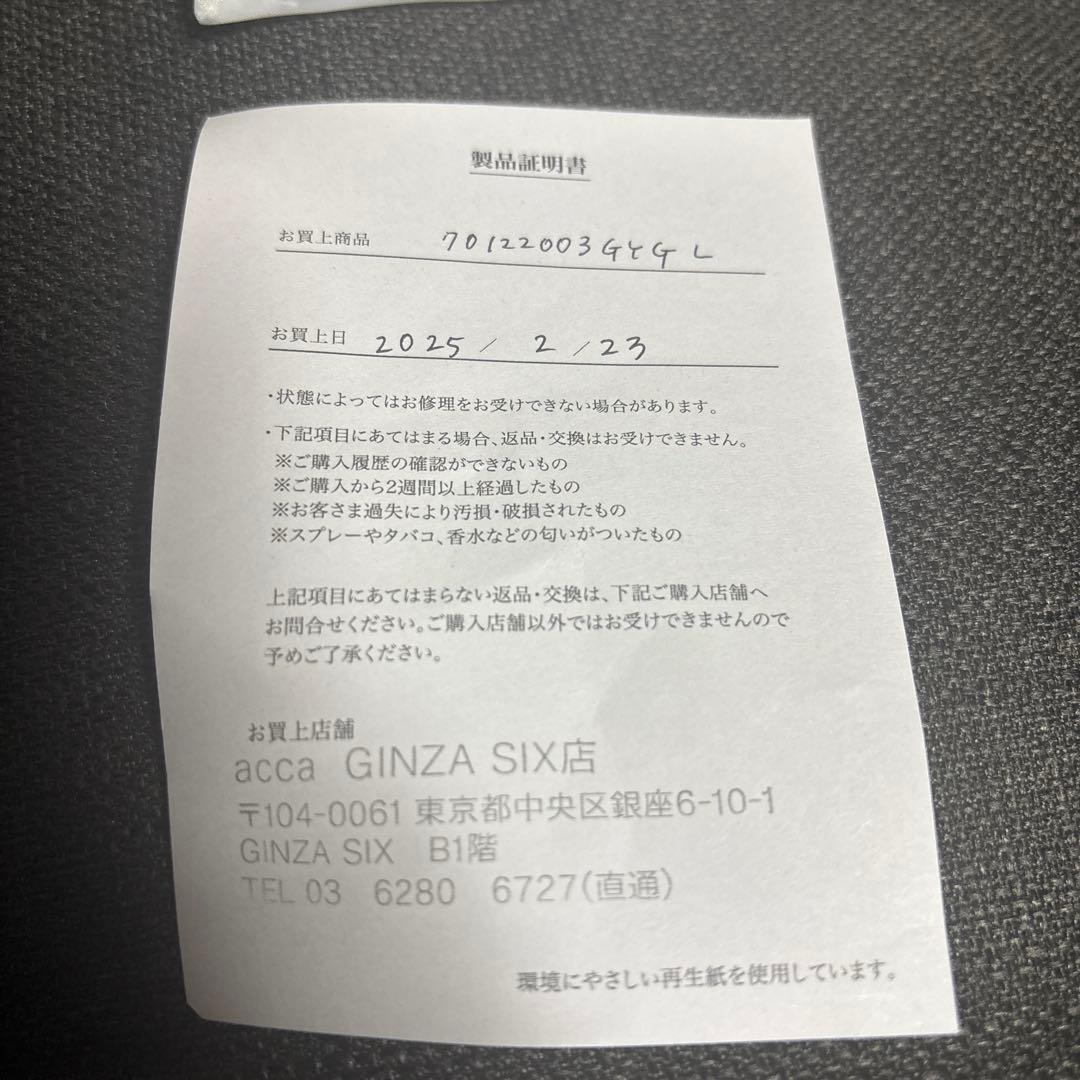 製品証明書
お買上商品 70122003GYG L
お買上日 2025 / 2 / 23
・状態によってはお修理をお受けできない場合があります。
・下記項目にあてはまる場合、返品・交換はお受けできません。
※ご購入履歴の確認ができないもの
※ご購入から2週間以上経過したもの
※お客さま過失により汚損・破損されたもの
※スプレーやタバコ、香水などの匂いがついたもの
上記項目にあてはまらない返品・交換は、下記ご購入店舗へ
お問合せください。ご購入店舗以外ではお受けできませんので
予めご了承ください。
お買上店舗
acca GINZA SIX店
〒104-0061 東京都中央区銀座6-10-1
GINZA SIX B1階
TEL 03 6280 6727(直通)
環境にやさしい再生紙を使用しています。